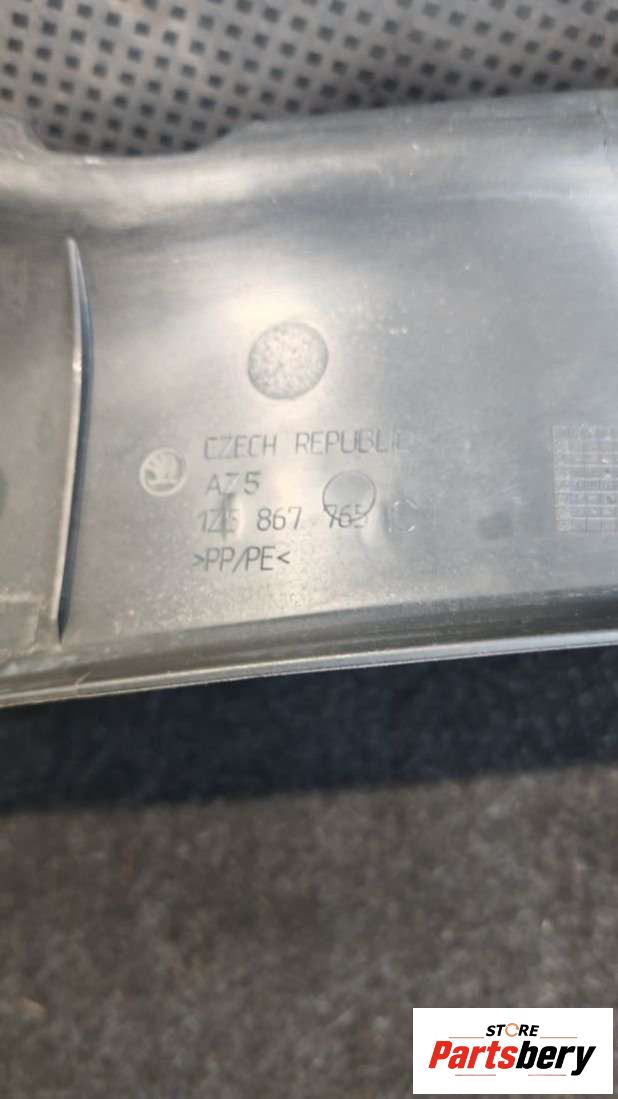 CZECH REPUBLIC
AZ5
1Z5 867 765 C
>PP/PE<
STORE
Partsbery